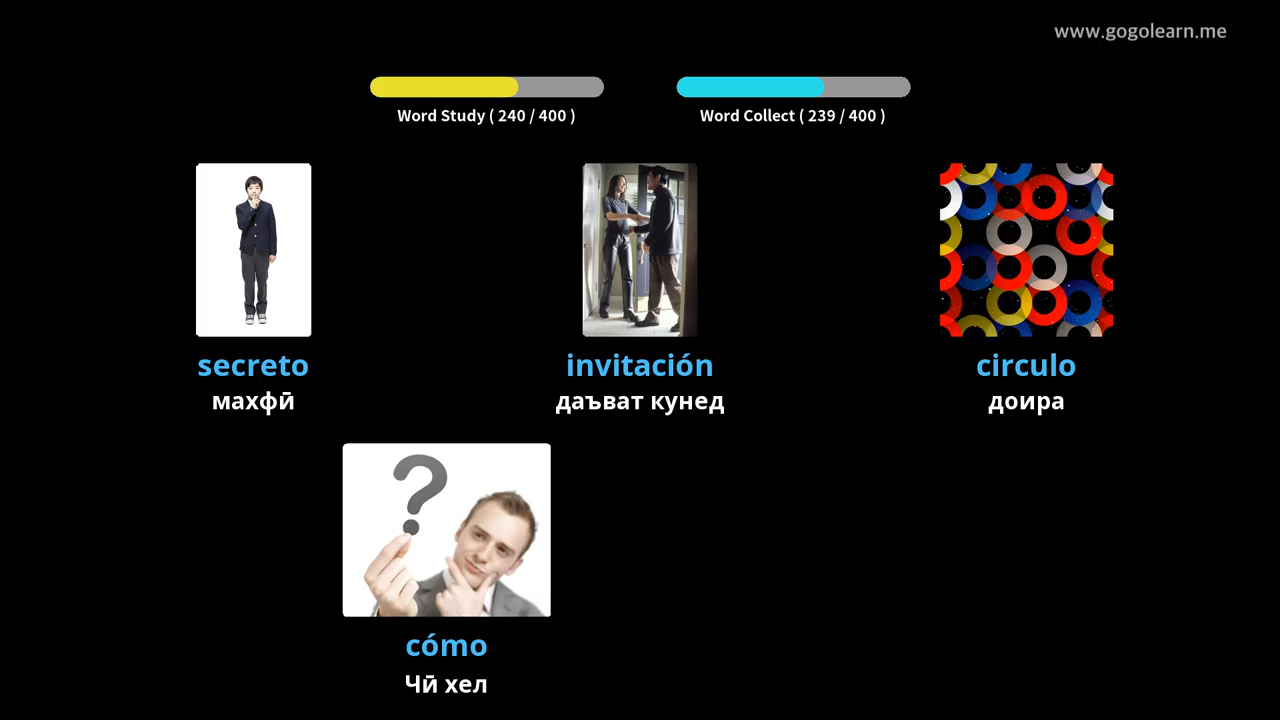 www.gogolearn.me
Word Study ( 240 / 400 )
Word Collect ( 239 / 400 )
secreto
махфӣ
invitación
даъват кунед
circulo
доира
cómo
Чӣ хел